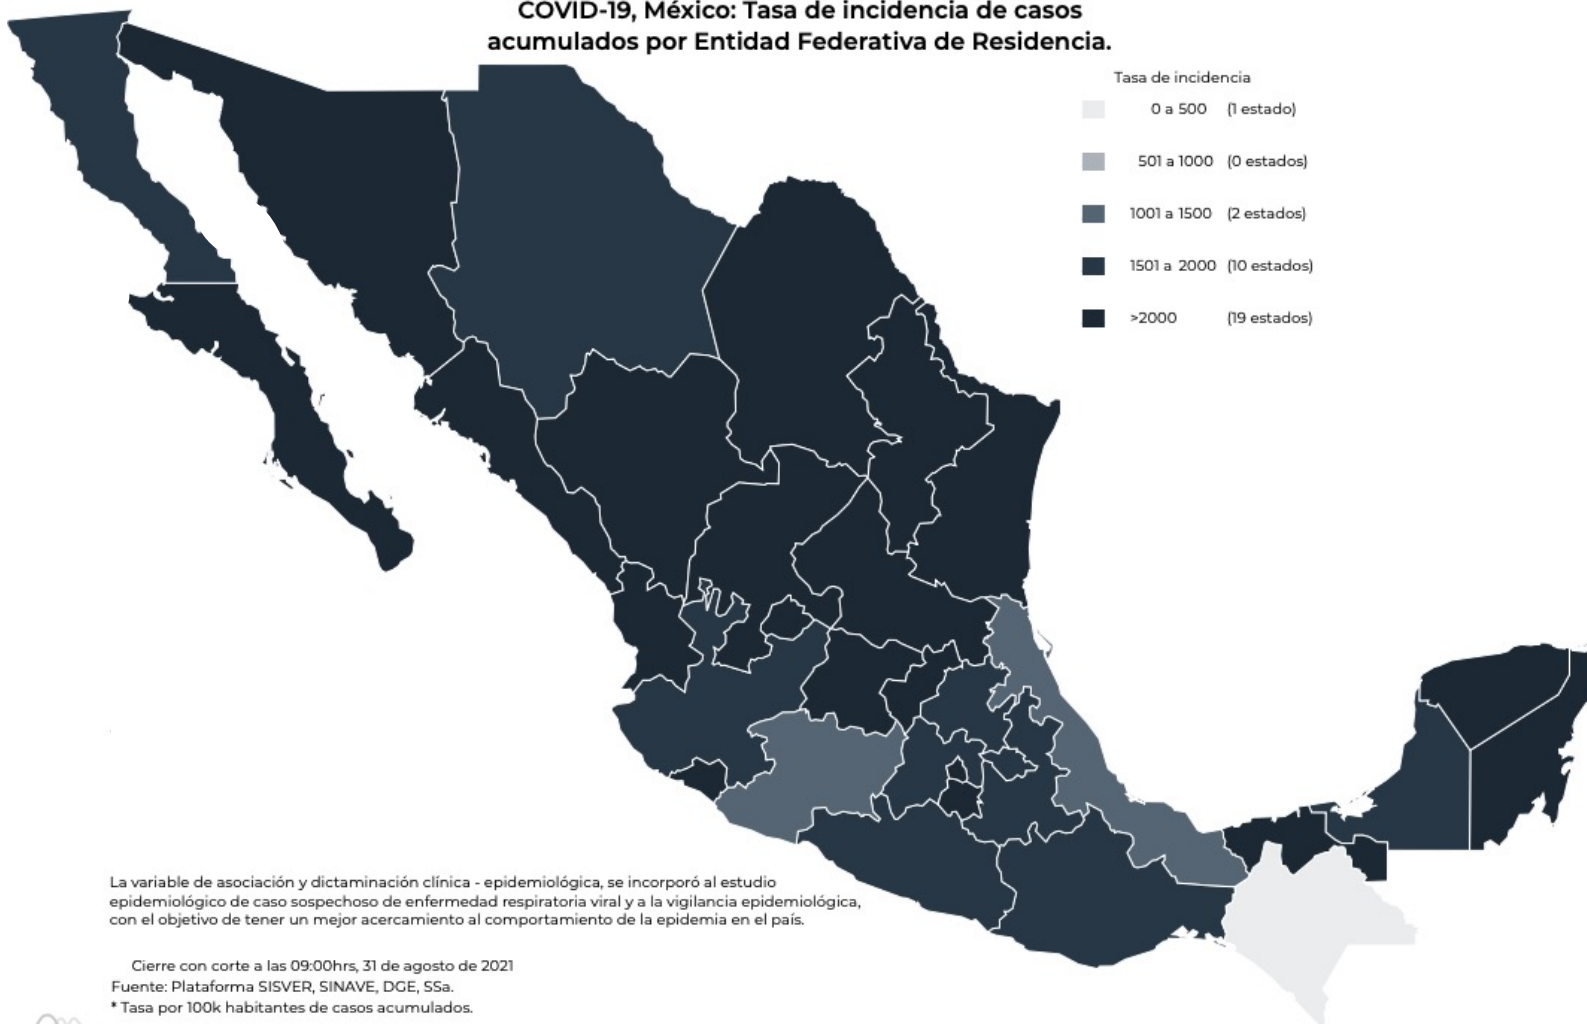 COVID-19, México: Tasa de incidencia de casos
acumulados por Entidad Federativa de Residencia.
Tasa de incidencia
0 a 500 (1 estado)
501 a 1000 (0 estados)
1001 a 1500 (2 estados)
1501 a 2000 (10 estados)
>2000 (19 estados)
La variable de asociación y dictaminación clínica - epidemiológica, se incorporó al estudio
epidemiológico de caso sospechoso de enfermedad respiratoria viral y a la vigilancia epidemiológica,
con el objetivo de tener un mejor acercamiento al comportamiento de la epidemia en el país.
Cierre con corte a las 09:00hrs, 31 de agosto de 2021
Fuente: Plataforma SISVER, SINAVE, DGE, SSa.
* Tasa por 100k habitantes de casos acumulados.